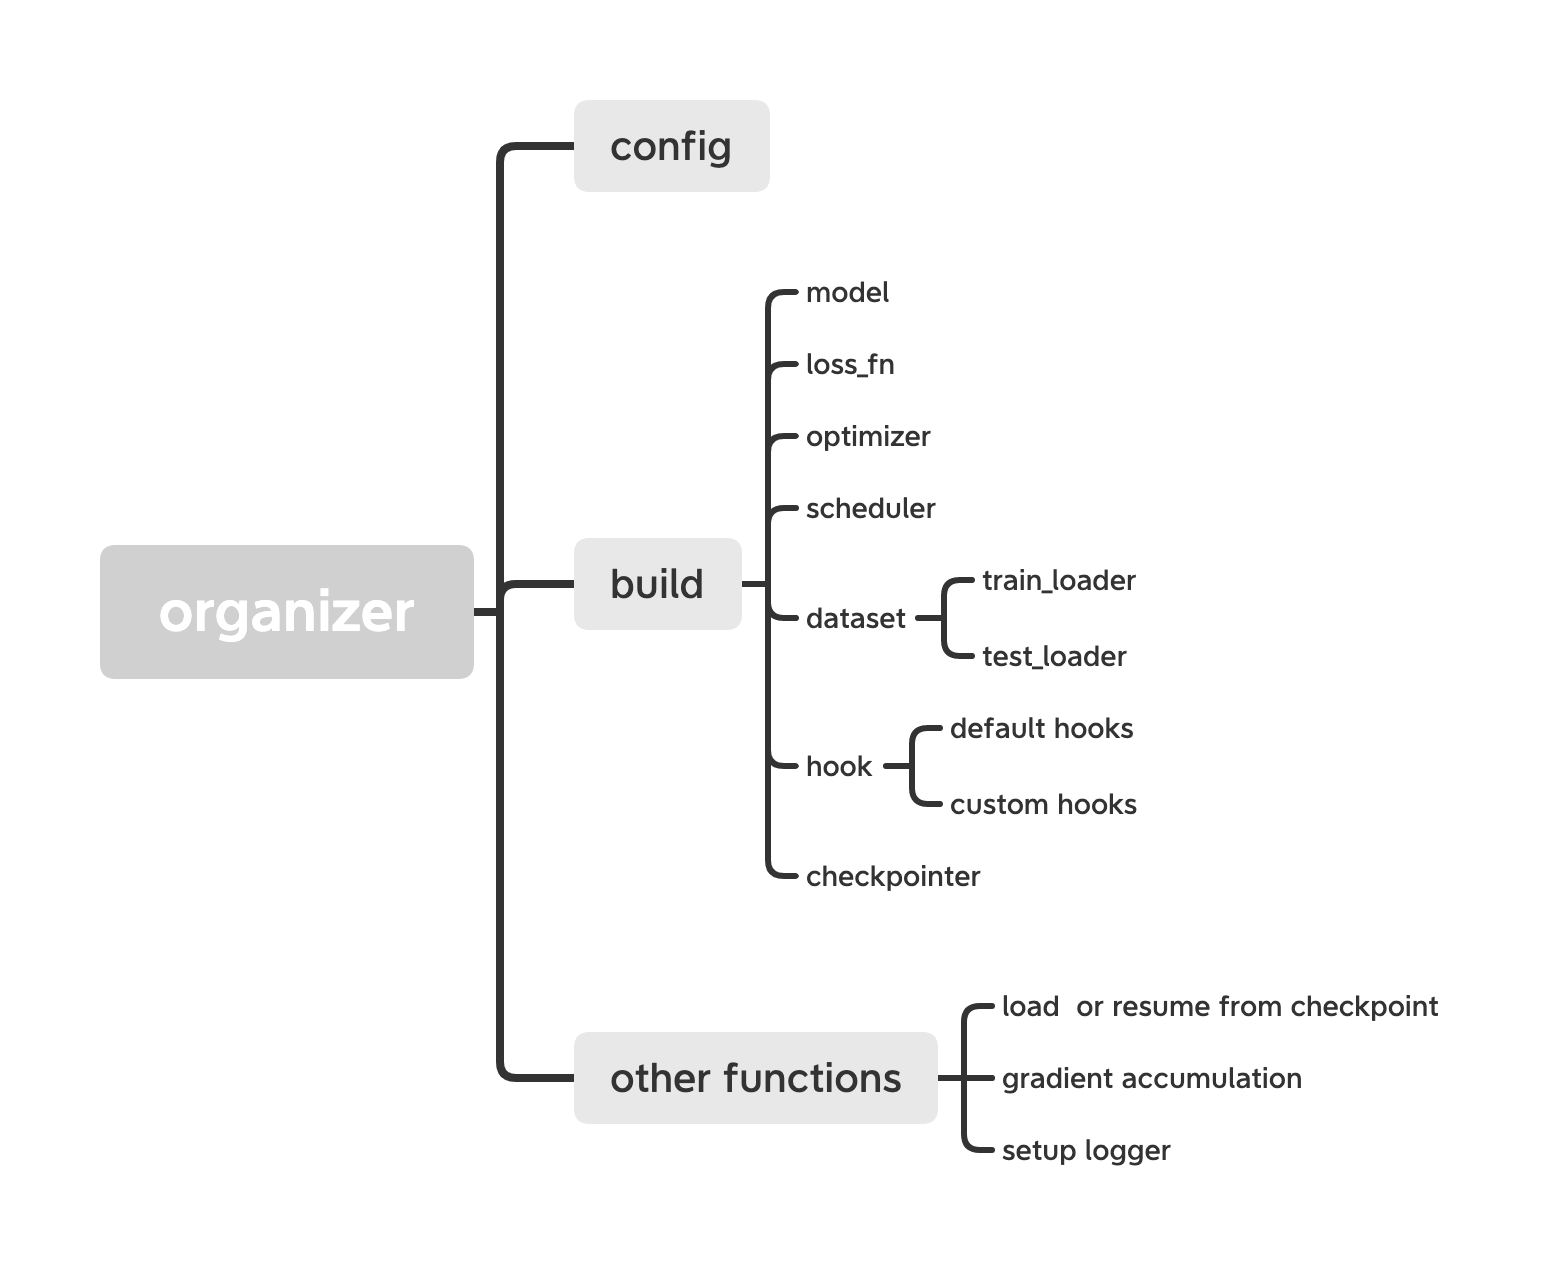 config
model
loss_fn
optimizer
scheduler
organizer
build
dataset
train_loader
test_loader
hook
default hooks
custom hooks
checkpointer
other functions
load  or resume from checkpoint
gradient accumulation
setup logger